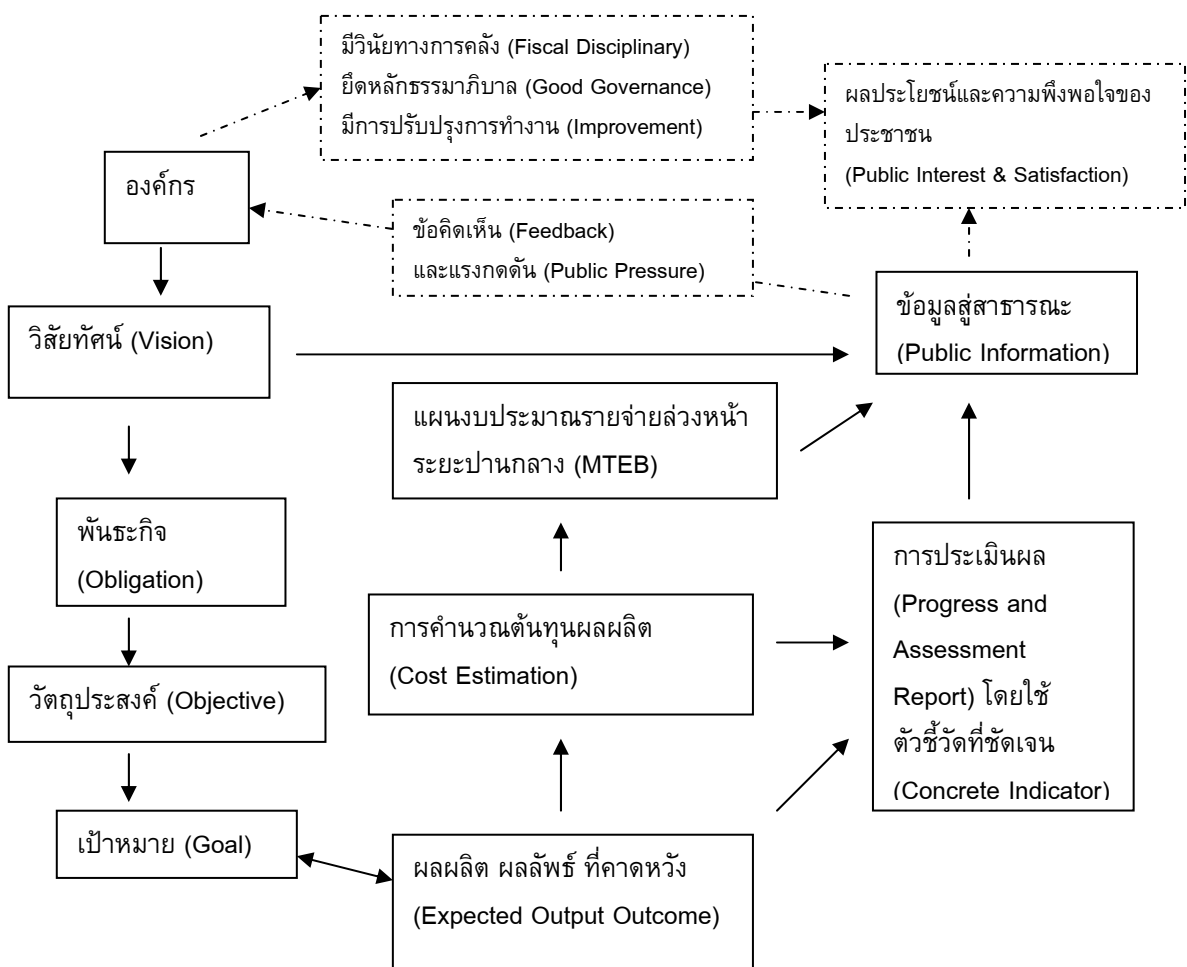 มีวินัยทางการคลัง (Fiscal Disciplinary)
ยึดหลักธรรมาภิบาล (Good Governance)
มีการปรับปรุงการทำงาน (Improvement)
ผลประโยชน์และความพึงพอใจของ
ประชาชน
(Public Interest & Satisfaction)
องค์กร
ข้อคิดเห็น (Feedback)
และแรงกดดัน (Public Pressure)
วิสัยทัศน์ (Vision)
ข้อมูลสู่สาธารณะ
(Public Information)
แผนงบประมาณรายจ่ายล่วงหน้า
ระยะปานกลาง (MTEB)
พันธะกิจ
(Obligation)
การคำนวณต้นทุนผลผลิต
(Cost Estimation)
การประเมินผล
(Progress and
Assessment
Report) โดยใช้
ตัวชี้วัดที่ชัดเจน
(Concrete Indicator)
วัตถุประสงค์ (Objective)
เป้าหมาย (Goal)
ผลผลิต ผลลัพธ์ ที่คาดหวัง
(Expected Output Outcome)